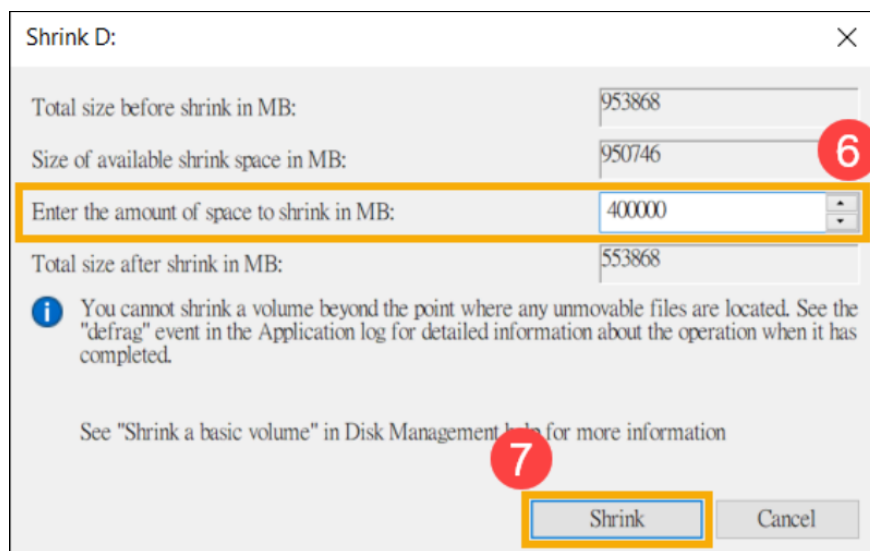 Shrink D:
Total size before shrink in MB: 953868
Size of available shrink space in MB: 950746
6
Enter the amount of space to shrink in MB: 400000
Total size after shrink in MB: 553868
You cannot shrink a volume beyond the point where any unmovable files are located. See the
"defrag" event in the Application log for detailed information about the operation when it has
completed.
See "Shrink a basic volume" in Disk Management help for more information
7
Shrink Cancel